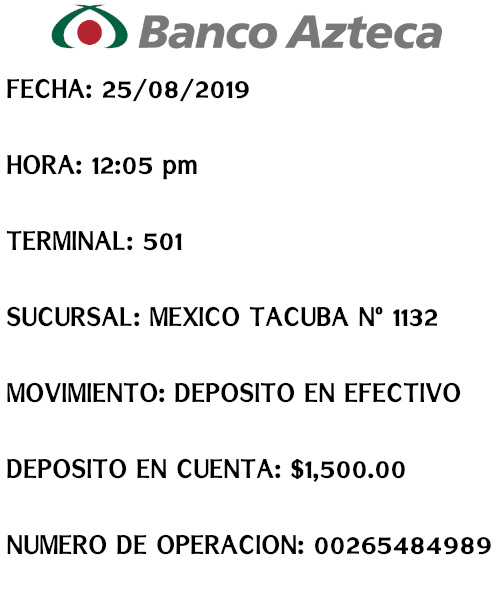 Banco Azteca
FECHA: 25/08/2019
HORA: 12:05 pm
TERMINAL: 501
SUCURSAL: MEXICO TACUBA Nº 1132
MOVIMIENTO: DEPOSITO EN EFECTIVO
DEPOSITO EN CUENTA: $1,500.00
NUMERO DE OPERACION: 00265484989